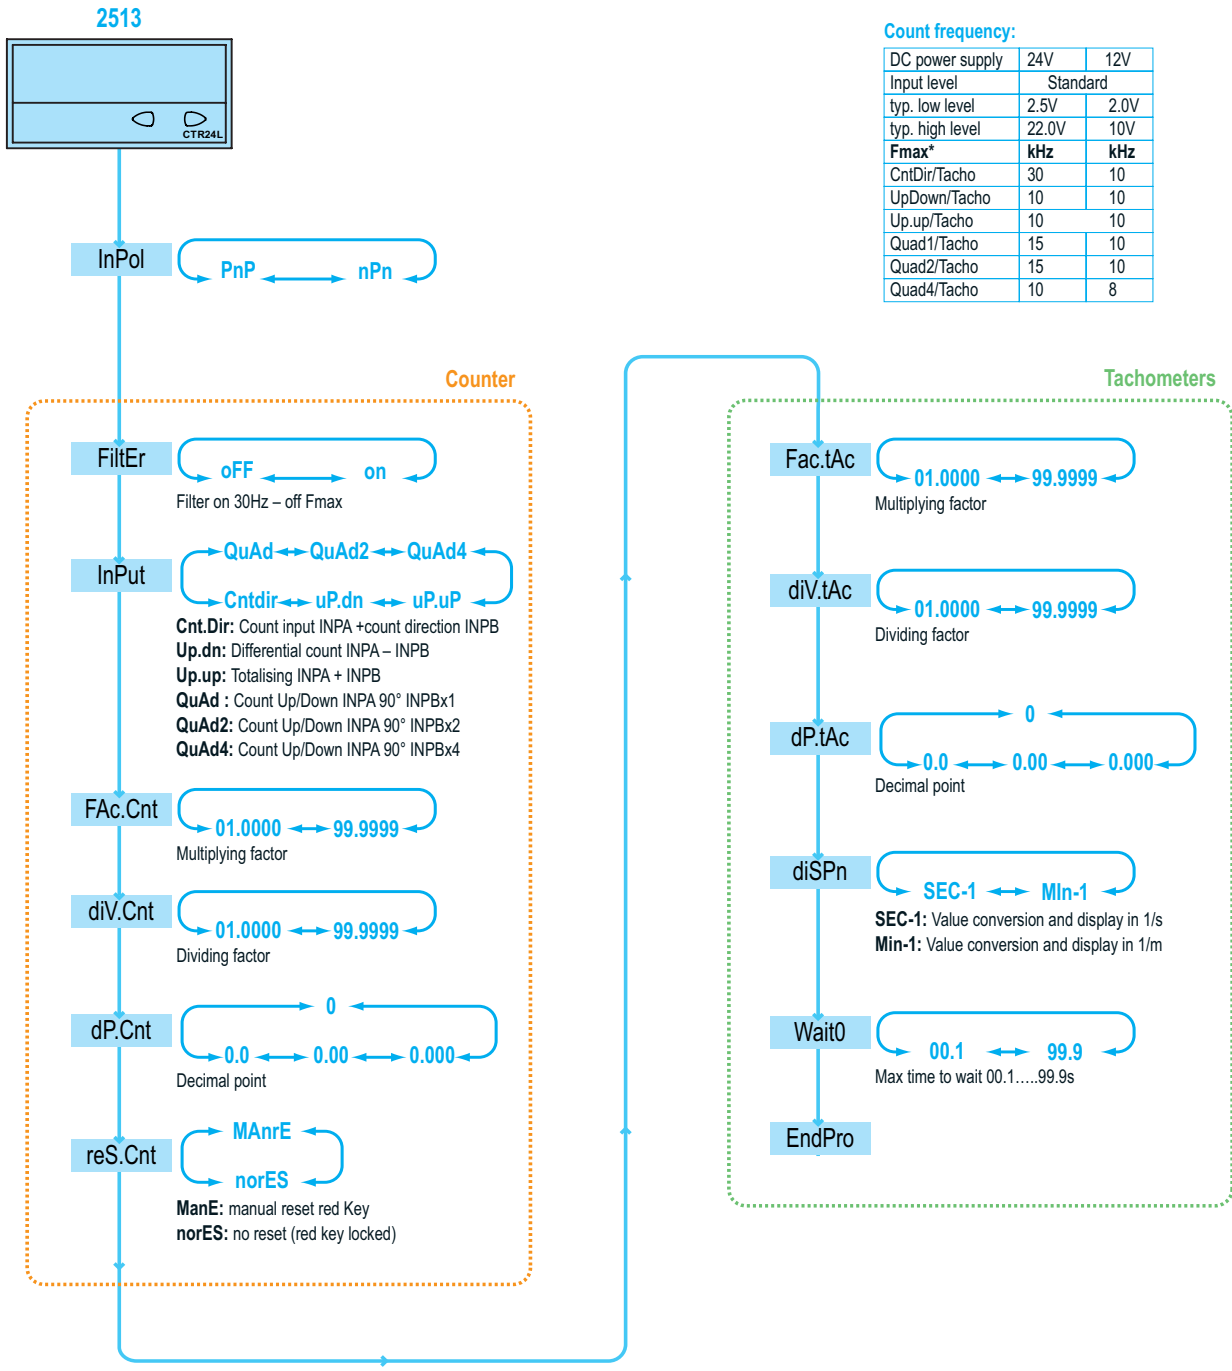 2513
CTR24L
Count frequency:
DC power supply 24V 12V
Input level Standard
typ. low level 2.5V 2.0V
typ. high level 22.0V 10V
Fmax* kHz kHz
CntDir/Tacho 30 10
UpDown/Tacho 10 10
Up.up/Tacho 10 10
Quad1/Tacho 15 10
Quad2/Tacho 15 10
Quad4/Tacho 10 8
InPol
PnP nPn
Counter
FiltEr
oFF on
Filter on 30Hz – off Fmax
InPut
QuAd QuAd2 QuAd4
Cntdir uP.dn uP.uP
Cnt.Dir: Count input INPA +count direction INPB
Up.dn: Differential count INPA – INPB
Up.up: Totalising INPA + INPB
QuAd : Count Up/Down INPA 90° INPBx1
QuAd2: Count Up/Down INPA 90° INPBx2
QuAd4: Count Up/Down INPA 90° INPBx4
FAc.Cnt
01.0000 99.9999
Multiplying factor
diV.Cnt
01.0000 99.9999
Dividing factor
dP.Cnt
0
0.0 0.00 0.000
Decimal point
reS.Cnt
MAnrE
norES
ManE: manual reset red Key
norES: no reset (red key locked)
Tachometers
Fac.tAc
01.0000 99.9999
Multiplying factor
diV.tAc
01.0000 99.9999
Dividing factor
dP.tAc
0
0.0 0.00 0.000
Decimal point
diSPn
SEC-1 MIn-1
SEC-1: Value conversion and display in 1/s
Min-1: Value conversion and display in 1/m
Wait0
00.1 99.9
Max time to wait 00.1.....99.9s
EndPro